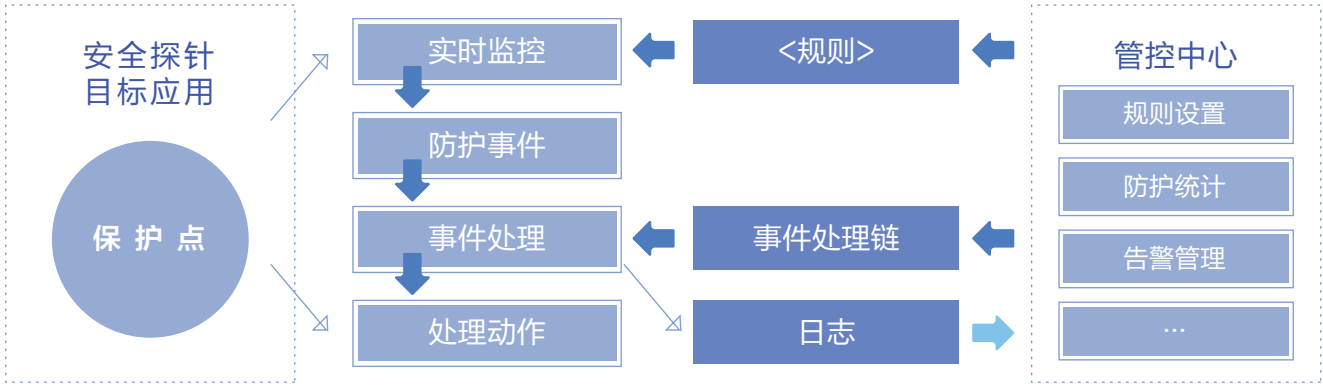 安全探针
目标应用
保护点
实时监控
防护事件
事件处理
处理动作
<规则>
事件处理链
日志
管控中心
规则设置
防护统计
告警管理
...